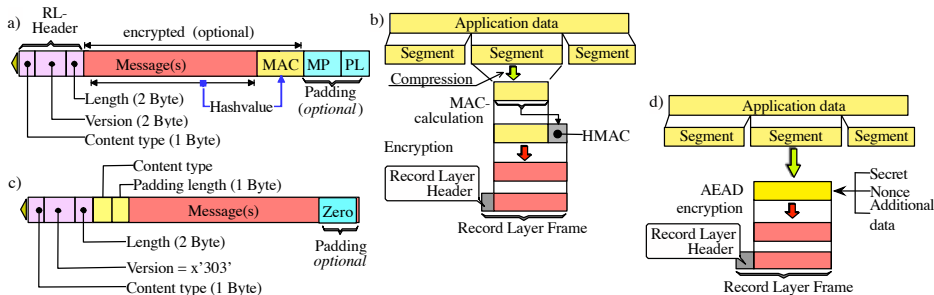 a)
RL-
Header
encrypted (optional)
Message(s)
MAC
MP
PL
Length (2 Byte)
Hashvalue
Padding
(optional)
Version (2 Byte)
Content type (1 Byte)
b)
Application data
Segment
Segment
Segment
Compression
MAC-
calculation
HMAC
Encryption
Record Layer
Header
Record Layer Frame
c)
Content type
Padding length (1 Byte)
Message(s)
Zero
Length (2 Byte)
Padding
optional
Version = x'303'
Content type (1 Byte)
d)
Application data
Segment
Segment
Segment
AEAD
encryption
Secret
Nonce
Additional
data
Record Layer
Header
Record Layer Frame